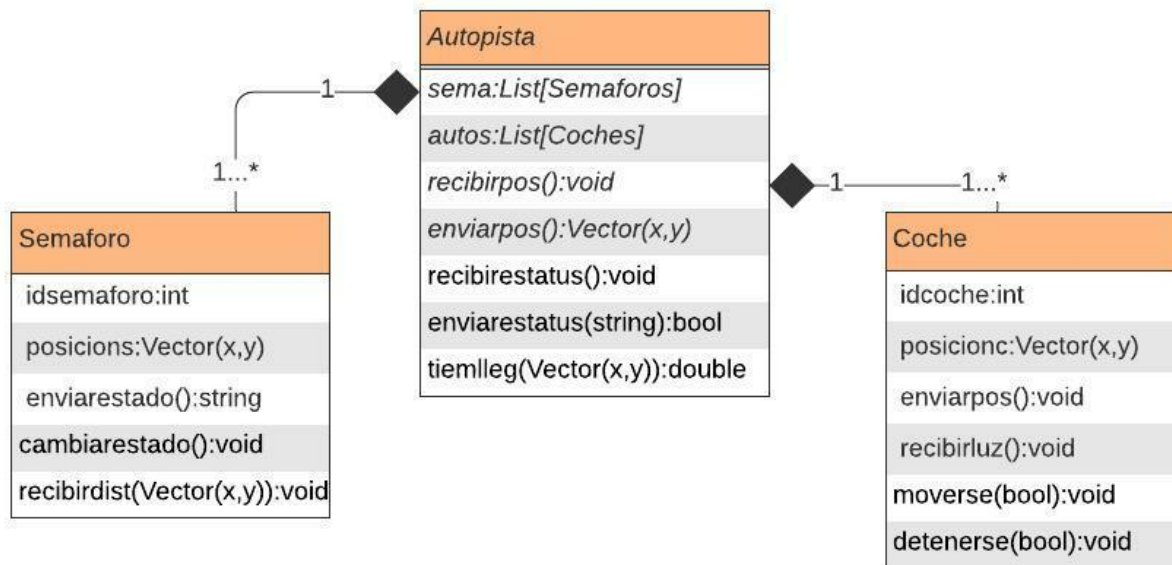 Autopista
sema:List[Semaforos]
autos:List[Coches]
recibirpos():void
enviarpos():Vector(x,y)
recibirestatus():void
enviarestatus(string):bool
tiemlleg(Vector(x,y)):double
1
1...*
1
1...*
Semaforo
idsemaforo:int
posicions:Vector(x,y)
enviarestado():string
cambiarestado():void
recibirdist(Vector(x,y)):void
Coche
idcoche:int
posicionc:Vector(x,y)
enviarpos():void
recibirluz():void
moverse(bool):void
detenerse(bool):void